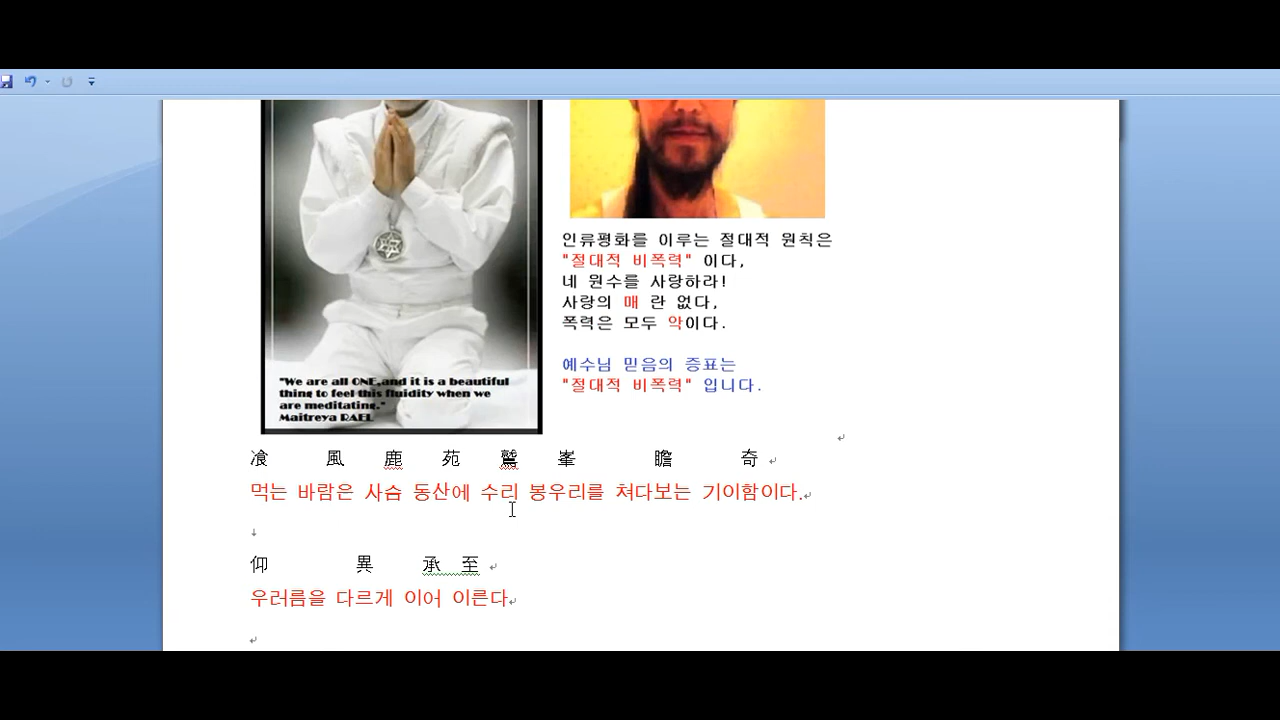 "We are all ONE,and it is a beautiful
thing to feel this fluidity when we
are meditating."
Maitreya RAEL
인류평화를 이루는 절대적 원칙은
"절대적 비폭력" 이다,
네 원수를 사랑하라!
사랑의 매 란 없다,
폭력은 모두 악이다.
예수님 믿음의 증표는
"절대적 비폭력" 입니다.
飡 風 鹿 苑 鷲 峯 瞻 奇
먹는 바람은 사슴 동산에 수리 봉우리를 쳐다보는 기이함이다.
仰 異 承 至
우러름을 다르게 이어 이른다